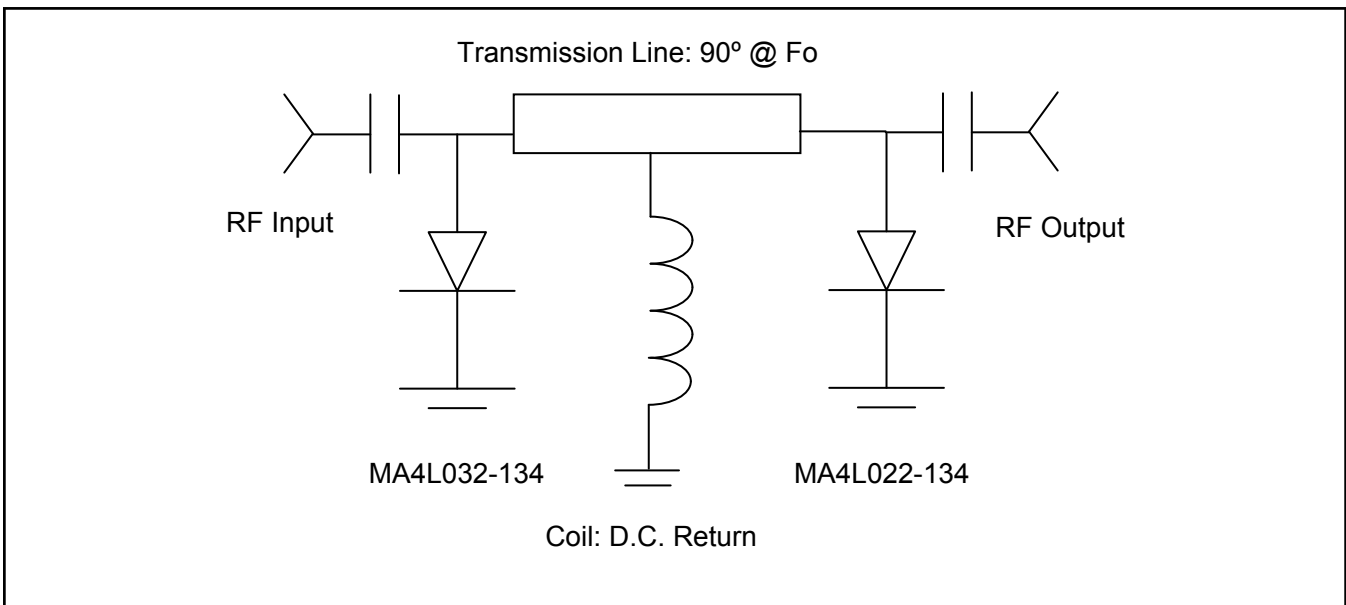 Transmission Line: 90º @ Fo
RF Input
RF Output
MA4L032-134
MA4L022-134
Coil: D.C. Return